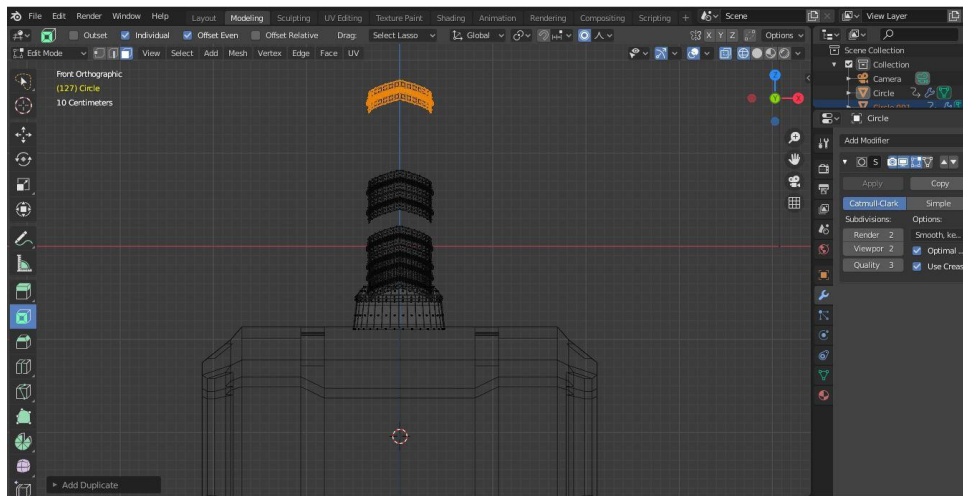 File Edit Render Window Help Layout Modeling Sculpting UV Editing Texture Paint Shading Animation Rendering Compositing Scripting + Scene View Layer
Outset Individual Offset Even Offset Relative Drag: Select Lasso Global X Y Z Options
Edit Mode View Select Add Mesh Vertex Edge Face UV
Front Orthographic
(127) Circle
10 Centimeters
Z
Y
X
Add Duplicate
Scene Collection
Collection
Camera
Circle
Circle.001
Circle
Add Modifier
S
Apply Copy
Catmull-Clark Simple
Subdivisions: Options:
Render 2 Smooth, ke...
Viewpor 2 Optimal ...
Quality 3 Use Creas